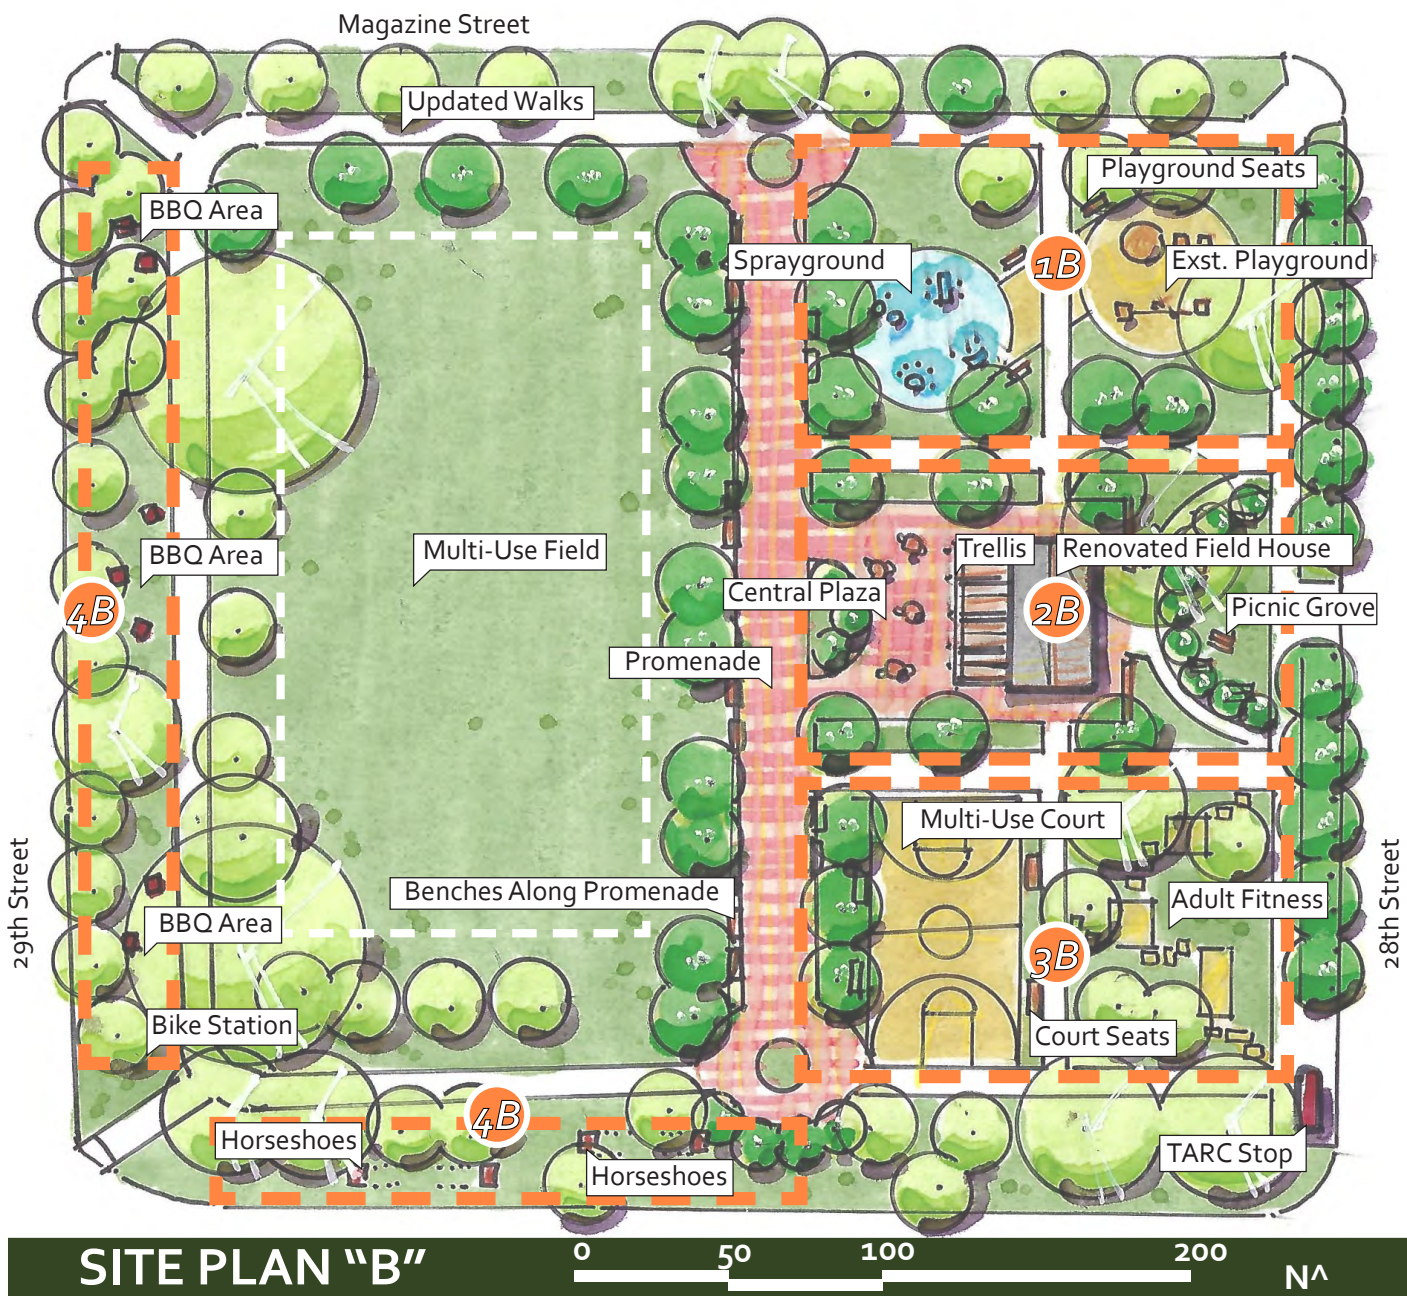 Magazine Street
Updated Walks
Playground Seats
BBQ Area
Sprayground
1B
Exst. Playground
Multi-Use Field
BBQ Area
Trellis
Renovated Field House
Central Plaza
4B
2B
Picnic Grove
Promenade
Multi-Use Court
Benches Along Promenade
Adult Fitness
29th Street
28th Street
BBQ Area
3B
Bike Station
Court Seats
4B
Horseshoes
Horseshoes
TARC Stop
SITE PLAN “B”
0 50 100 200
N^